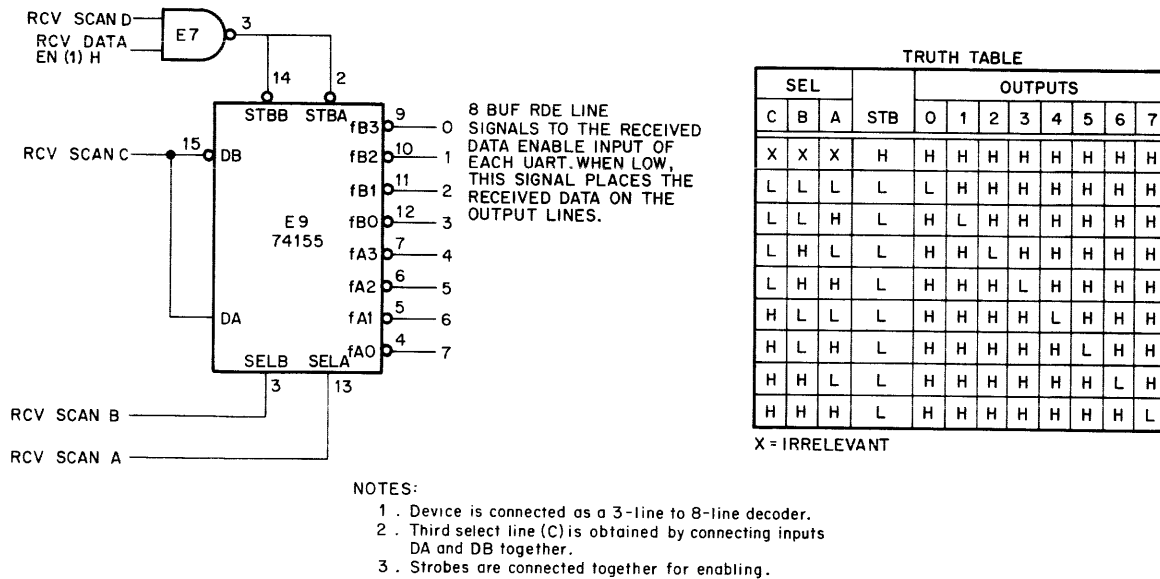 RCV SCAN D
RCV DATA
EN (1) H
E7
3
14
2
STBB
STBA
RCV SCAN C
15
DB
DA
E9
74155
fB3
9
0
fB2
10
1
fB1
11
2
fB0
12
3
fA3
7
4
fA2
6
5
fA1
5
6
fA0
4
7
SELB
SELA
3
13
RCV SCAN B
RCV SCAN A
8 BUF RDE LINE
SIGNALS TO THE RECEIVED
DATA ENABLE INPUT OF
EACH UART. WHEN LOW,
THIS SIGNAL PLACES THE
RECEIVED DATA ON THE
OUTPUT LINES.
TRUTH TABLE
SEL STB OUTPUTS
C B A 0 1 2 3 4 5 6 7
X X X H H H H H H H H H
L L L L L H H H H H H H
L L H L H L H H H H H H
L H L L H H L H H H H H
L H H L H H H L H H H H
H L L L H H H H L H H H
H L H L H H H H H L H H
H H L L H H H H H H L H
H H H L H H H H H H H L
X = IRRELEVANT
NOTES:
1 . Device is connected as a 3-line to 8-line decoder.
2 . Third select line (C) is obtained by connecting inputs
DA and DB together.
3 . Strobes are connected together for enabling.